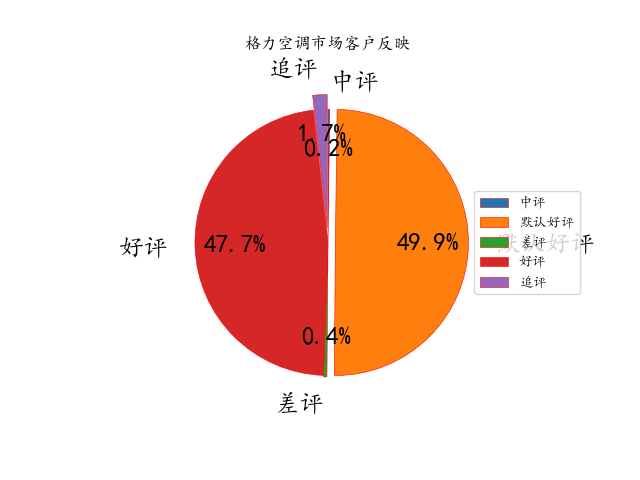 格力空调市场客户反映
追评
中评
1.7%
0.2%
好评
47.7%
49.9%
默认好评
0.4%
差评
中评
默认好评
差评
好评
追评